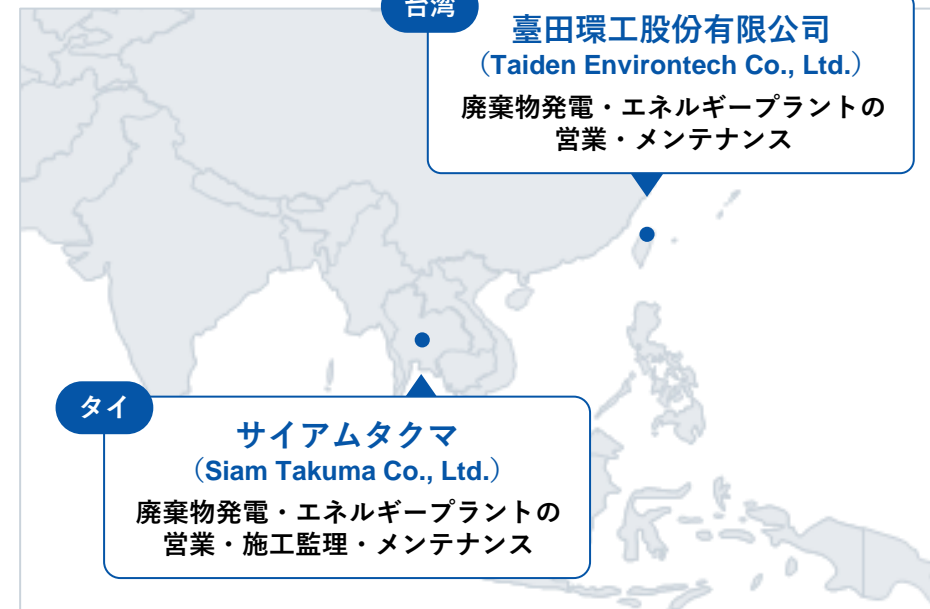 台湾
臺田環工股份有限公司
（Taiden Environtech Co., Ltd.）
廃棄物発電・エネルギープラントの
営業・メンテナンス
タイ
サイアムタクマ
（Siam Takuma Co., Ltd.）
廃棄物発電・エネルギープラントの
営業・施工監理・メンテナンス